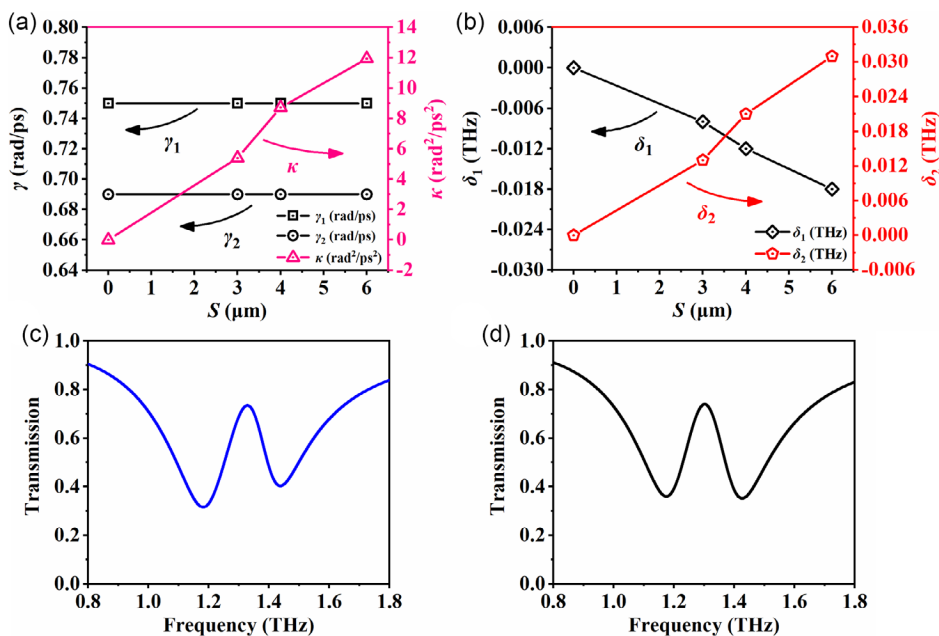 (a)
0.80
0.78
0.76
0.74
0.72
0.70
0.68
0.66
0.64
γ (rad/ps)
14
12
10
8
6
4
2
0
-2
κ (rad²/ps²)
γ₁
κ
γ₂
γ₁ (rad/ps)
γ₂ (rad/ps)
κ (rad²/ps²)
0 1 2 3 4 5 6
S (μm)
(b)
0.006
0.000
-0.006
-0.012
-0.018
-0.024
-0.030
δ₁ (THz)
0.036
0.030
0.024
0.018
0.012
0.006
0.000
-0.006
(THz)
δ₁
δ₂
δ₁ (THz)
δ₂ (THz)
0 1 2 3 4 5 6
S (μm)
(c)
1.0
0.8
0.6
0.4
0.2
0.0
Transmission
0.8 1.0 1.2 1.4 1.6 1.8
Frequency (THz)
(d)
1.0
0.8
0.6
0.4
0.2
0.0
Transmission
0.8 1.0 1.2 1.4 1.6 1.8
Frequency (THz)